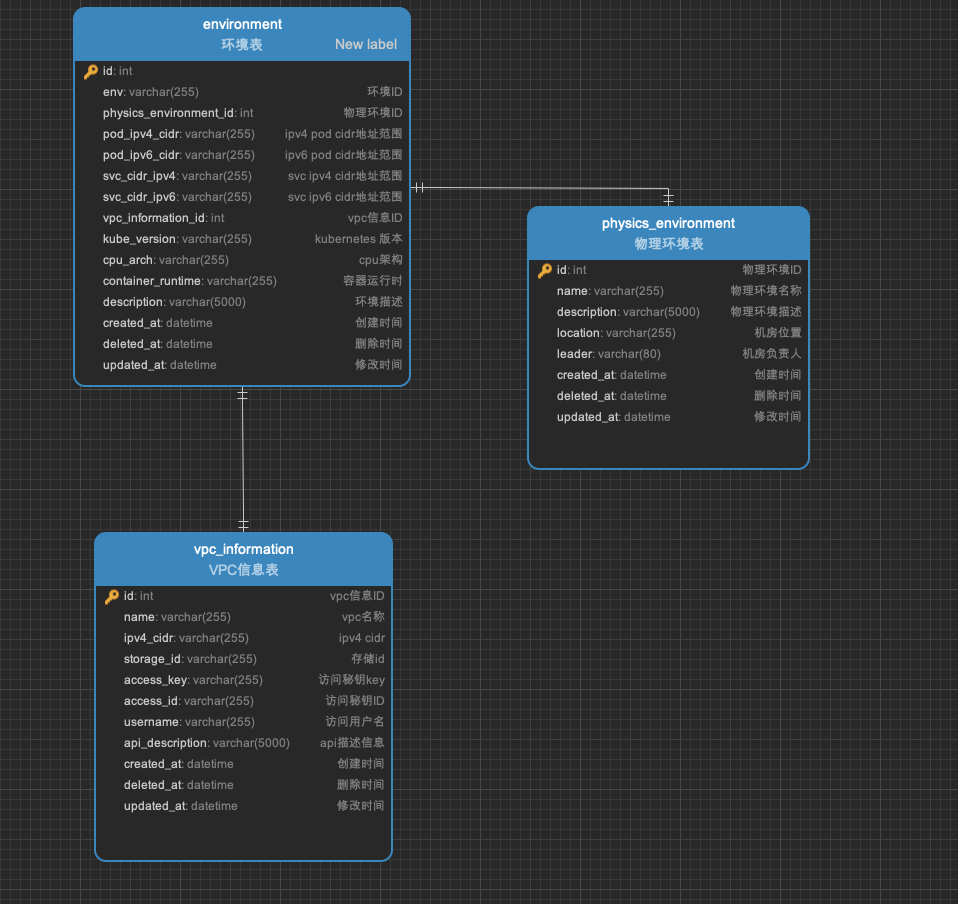 environment
环境表 New label
id: int
env: varchar(255) 环境ID
physics_environment_id: int 物理环境ID
pod_ipv4_cidr: varchar(255) ipv4 pod cidr地址范围
pod_ipv6_cidr: varchar(255) ipv6 pod cidr地址范围
svc_cidr_ipv4: varchar(255) svc ipv4 cidr地址范围
svc_cidr_ipv6: varchar(255) svc ipv6 cidr地址范围
vpc_information_id: int vpc信息ID
kube_version: varchar(255) kubernetes 版本
cpu_arch: varchar(255) cpu架构
container_runtime: varchar(255) 容器运行时
description: varchar(5000) 环境描述
created_at: datetime 创建时间
deleted_at: datetime 删除时间
updated_at: datetime 修改时间
physics_environment
物理环境表
id: int 物理环境ID
name: varchar(255) 物理环境名称
description: varchar(5000) 物理环境描述
location: varchar(255) 机房位置
leader: varchar(80) 机房负责人
created_at: datetime 创建时间
deleted_at: datetime 删除时间
updated_at: datetime 修改时间
vpc_information
VPC信息表
id: int vpc信息ID
name: varchar(255) vpc名称
ipv4_cidr: varchar(255) ipv4 cidr
storage_id: varchar(255) 存储id
access_key: varchar(255) 访问秘钥key
access_id: varchar(255) 访问秘钥ID
username: varchar(255) 访问用户名
api_description: varchar(5000) api描述信息
created_at: datetime 创建时间
deleted_at: datetime 删除时间
updated_at: datetime 修改时间